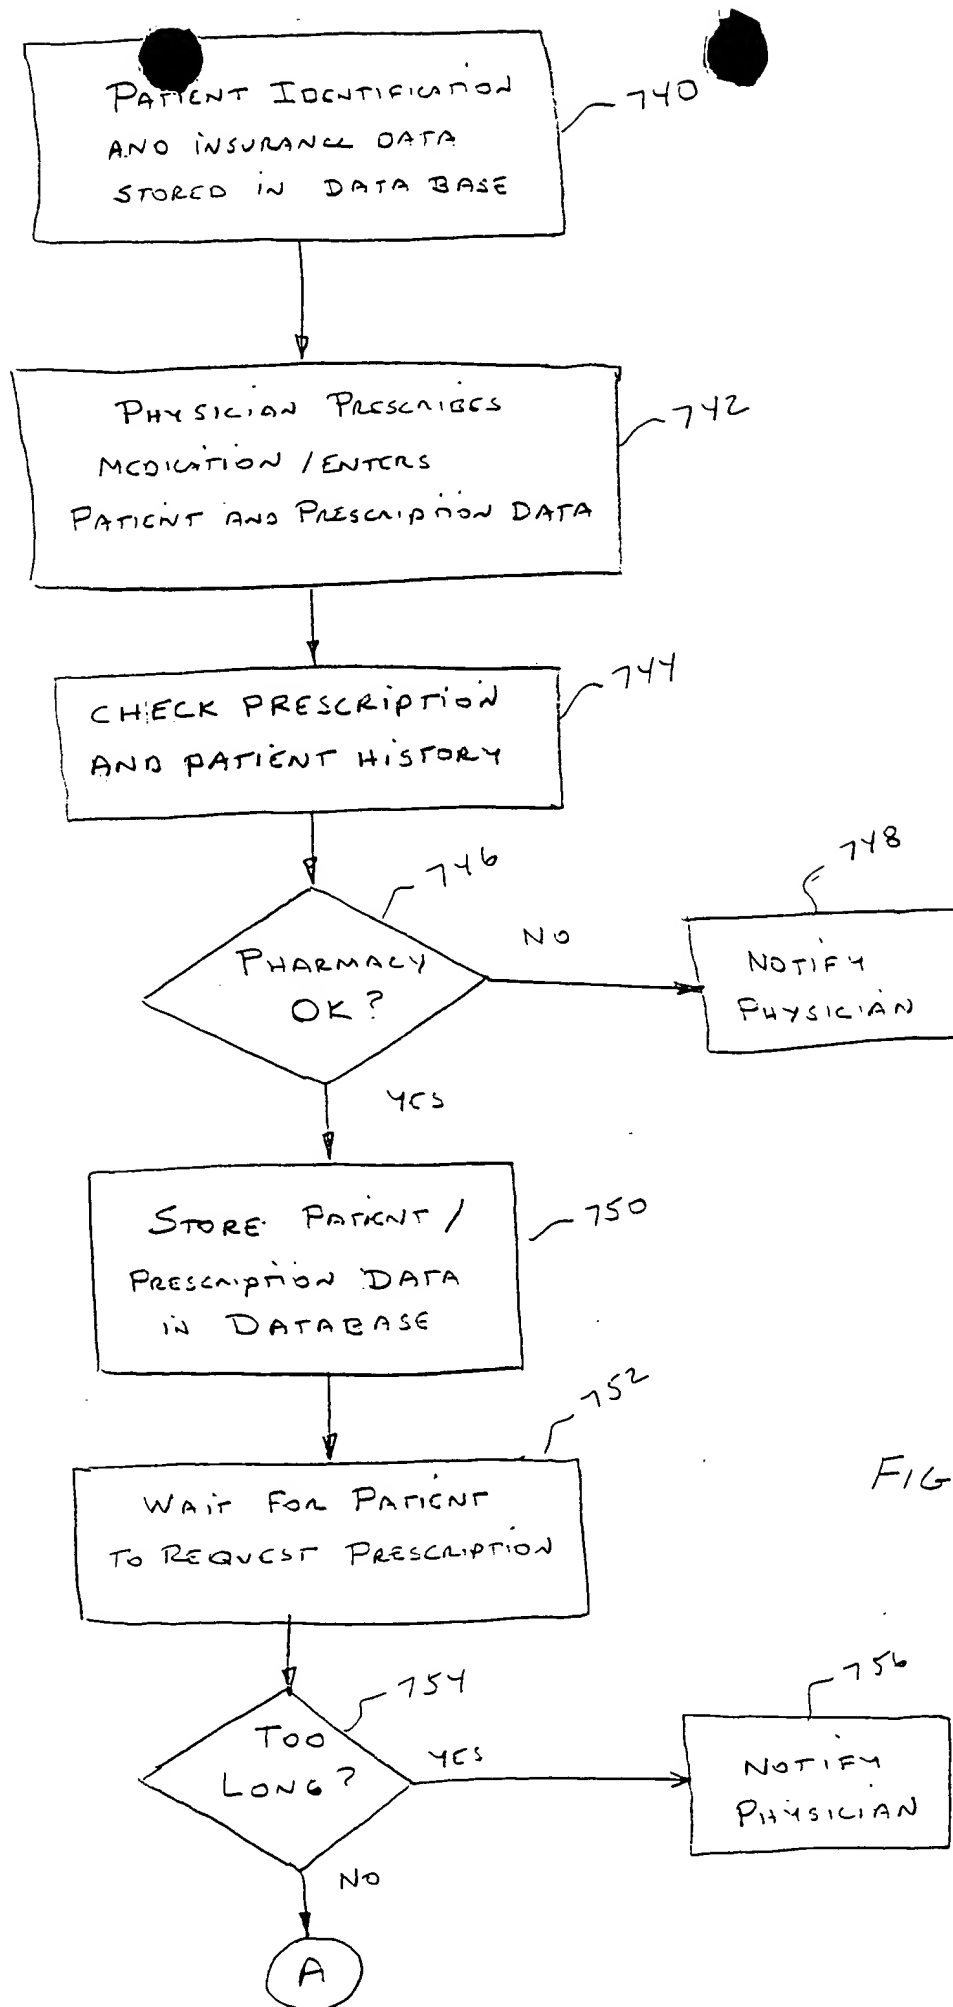 PATIENT IDENTIFICATION
AND INSURANCE DATA
STORED IN DATA BASE
740
PHYSICIAN PRESCRIBES
MEDICATION / ENTERS
PATIENT AND PRESCRIPTION DATA
742
CHECK PRESCRIPTION
AND PATIENT HISTORY
744
746
PHARMACY
OK?
NO
748
NOTIFY
PHYSICIAN
YES
STORE PATIENT /
PRESCRIPTION DATA
IN DATABASE
750
752
WAIT FOR PATIENT
TO REQUEST PRESCRIPTION
FIG
754
TOO
LONG?
YES
756
NOTIFY
PHYSICIAN
NO
A